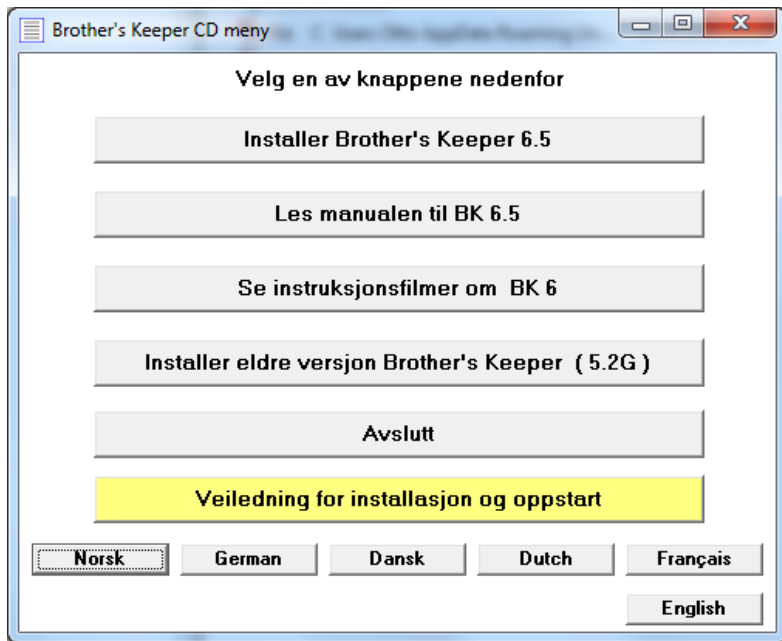 Brother's Keeper CD meny
Velg en av knappene nedenfor
Installer Brother's Keeper 6.5
Les manualen til BK 6.5
Se instruksjonsfilmer om BK 6
Installer eldre versjon Brother's Keeper ( 5.2G )
Avslutt
Veiledning for installasjon og oppstart
Norsk German Dansk Dutch Français
English